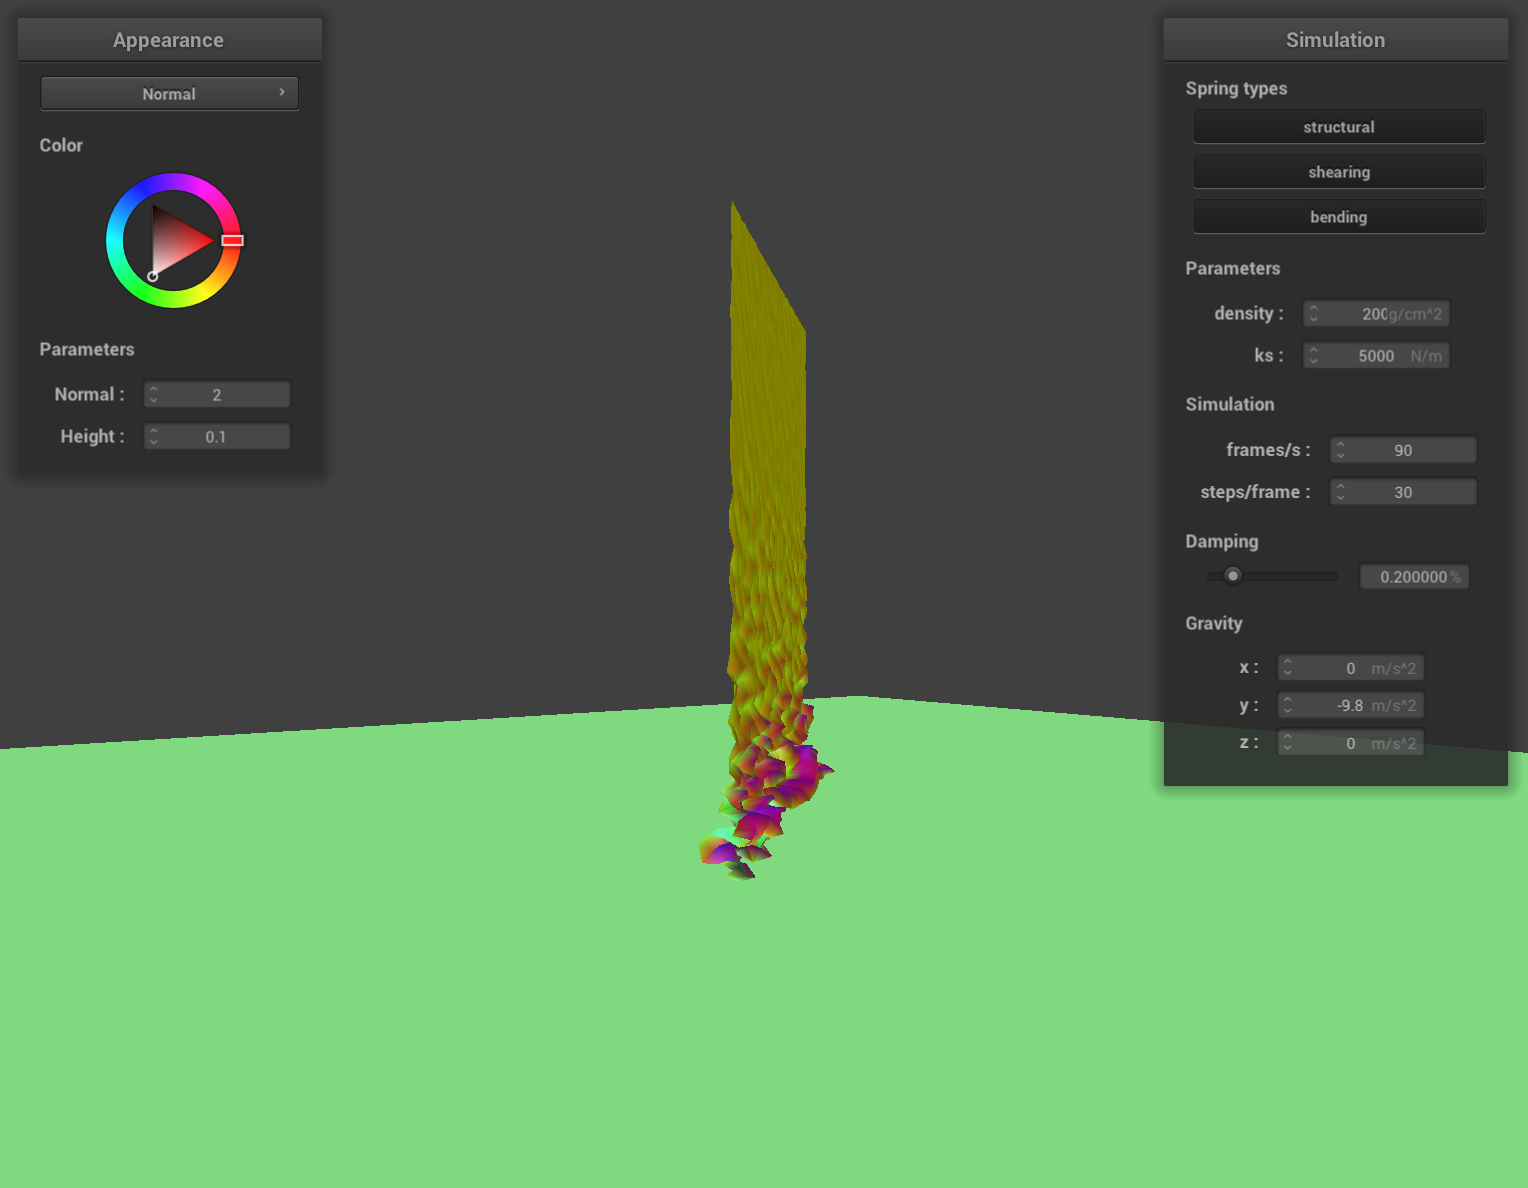 Appearance
Normal
Color
Parameters
Normal : 2
Height : 0.1
Simulation
Spring types
structural
shearing
bending
Parameters
density : 200g/cm^2
ks : 5000 N/m
Simulation
frames/s : 90
steps/frame : 30
Damping
0.200000 %
Gravity
x : 0 m/s^2
y : -9.8 m/s^2
z : 0 m/s^2